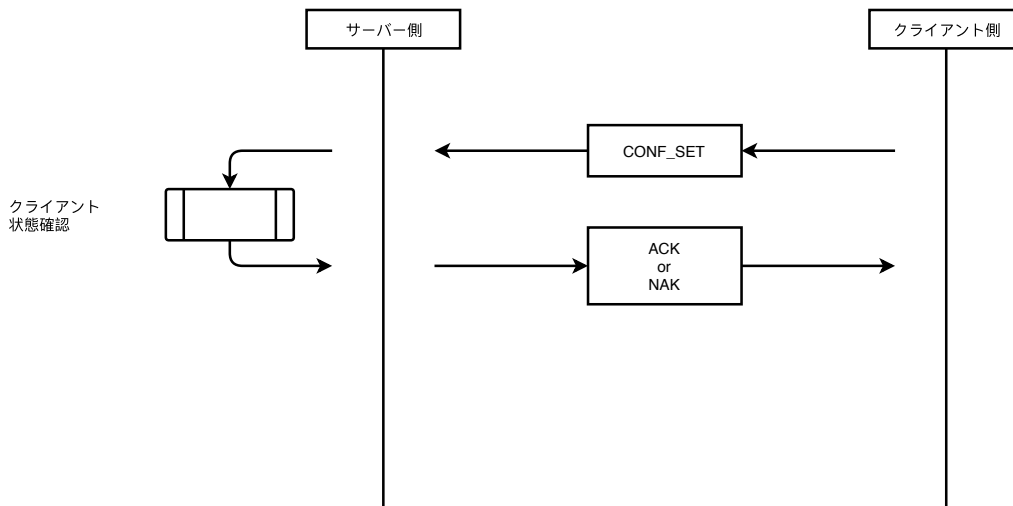 サーバー側
クライアント側
CONF_SET
クライアント
状態確認
ACK
or
NAK